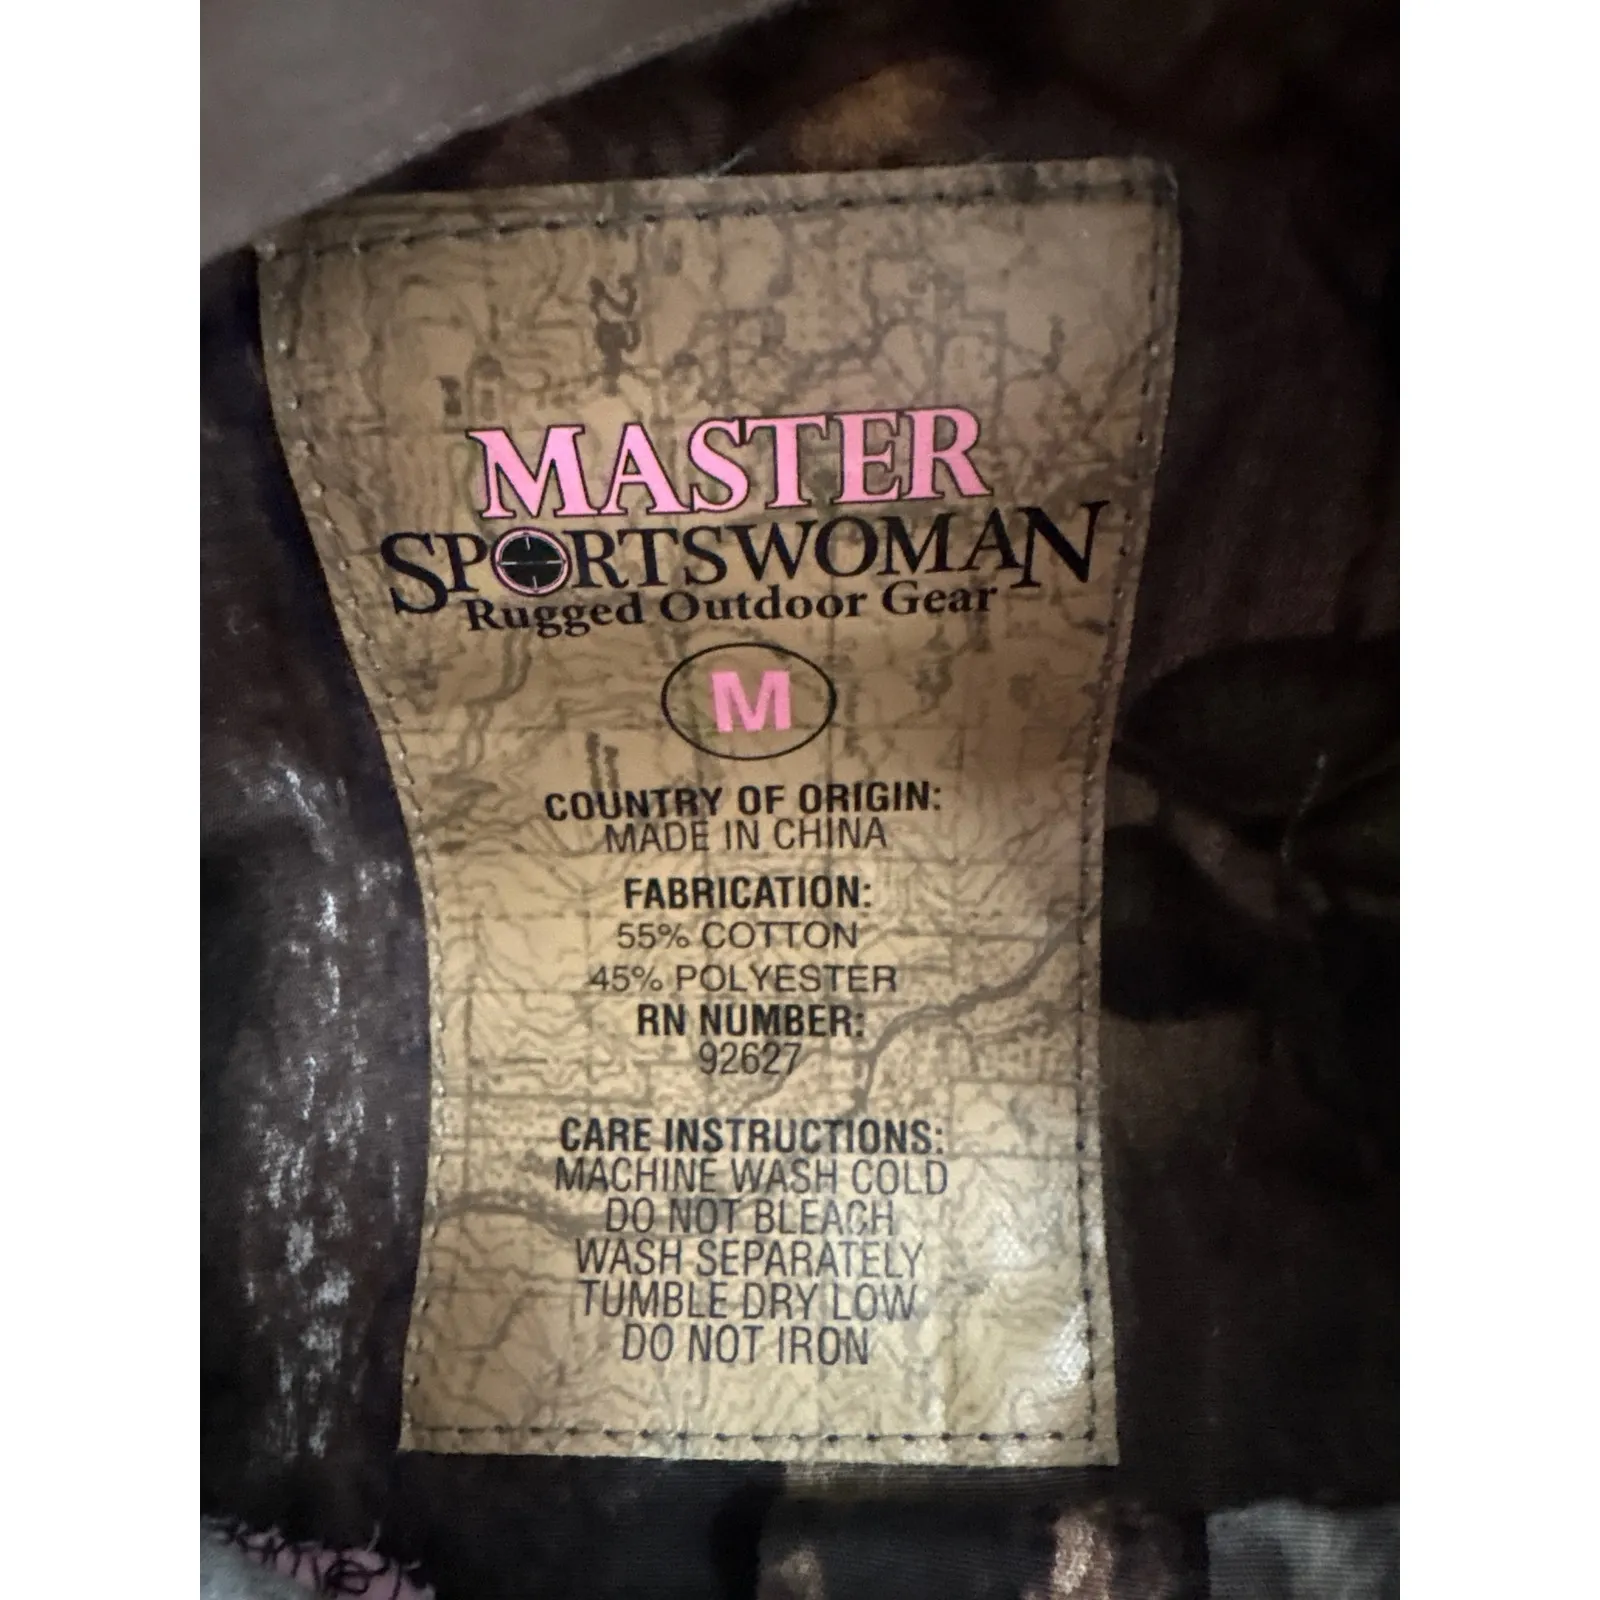 MASTER
SPORTSWOMAN
Rugged Outdoor Gear
M
COUNTRY OF ORIGIN:
MADE IN CHINA
FABRICATION:
55% COTTON
45% POLYESTER
RN NUMBER:
92627
CARE INSTRUCTIONS:
MACHINE WASH COLD
DO NOT BLEACH
WASH SEPARATELY
TUMBLE DRY LOW
DO NOT IRON